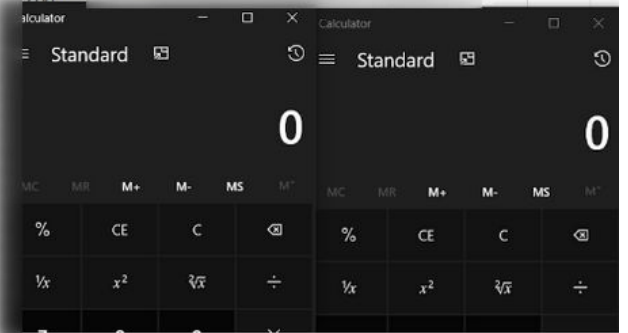 Calculator
Standard
0
MC MR M+ M- MS M˅
% CE C
¹/x x² ²√x ÷
Calculator
Standard
0
MC MR M+ M- MS M˅
% CE C
¹/x x² ²√x ÷